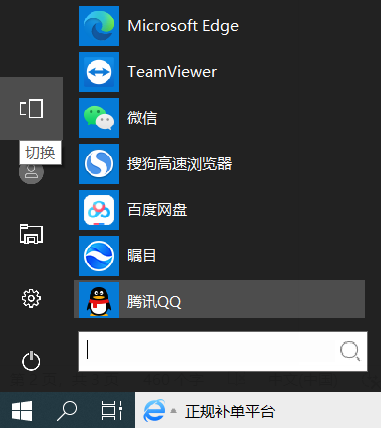 Microsoft Edge
TeamViewer
微信
切换
搜狗高速浏览器
百度网盘
瞩目
腾讯QQ
正规补单平台